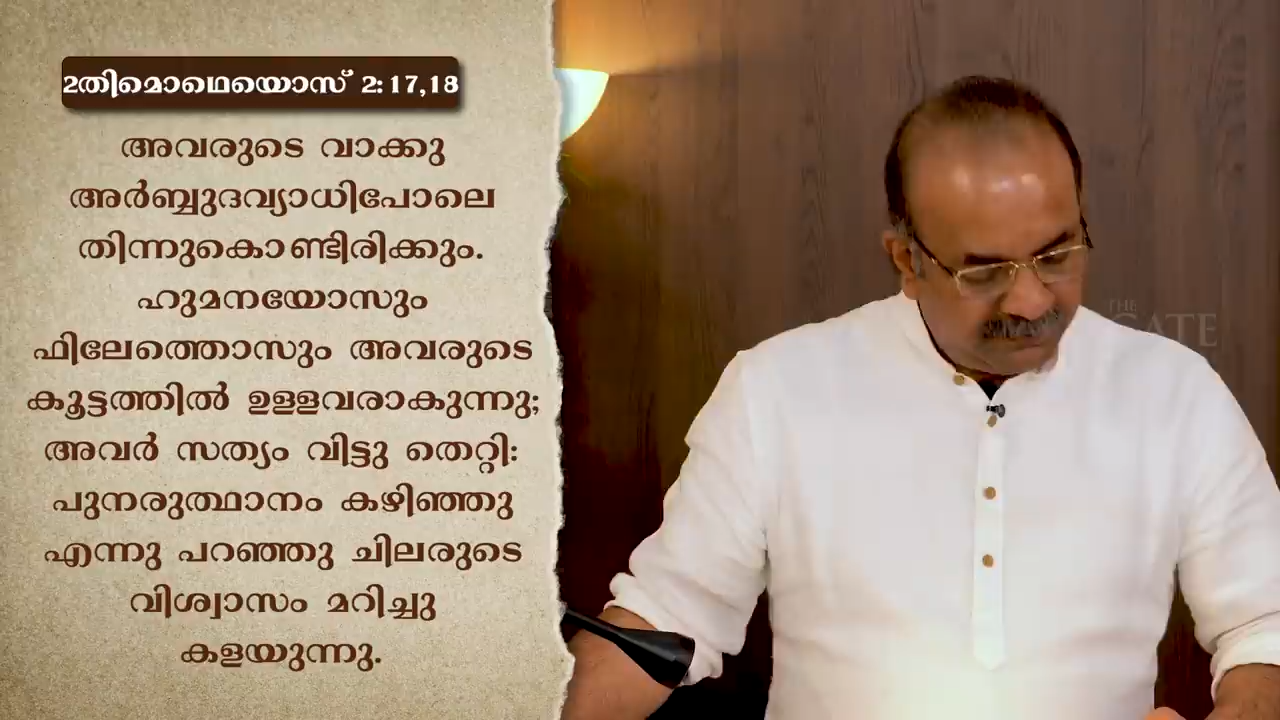 2തിമൊഥെയൊസ് 2:17,18
അവരുടെ വാക്കു
അർബ്ബുദവ്യാധിപോലെ
തിന്നുകൊണ്ടിരിക്കും.
ഹുമനയോസും
ഫിലേത്തൊസും അവരുടെ
കൂട്ടത്തിൽ ഉള്ളവരാകുന്നു;
അവർ സത്യം വിട്ടു തെറ്റി:
പുനരുത്ഥാനം കഴിഞ്ഞു
എന്നു പറഞ്ഞു ചിലരുടെ
വിശ്വാസം മറിച്ചു
കളയുന്നു.
THE